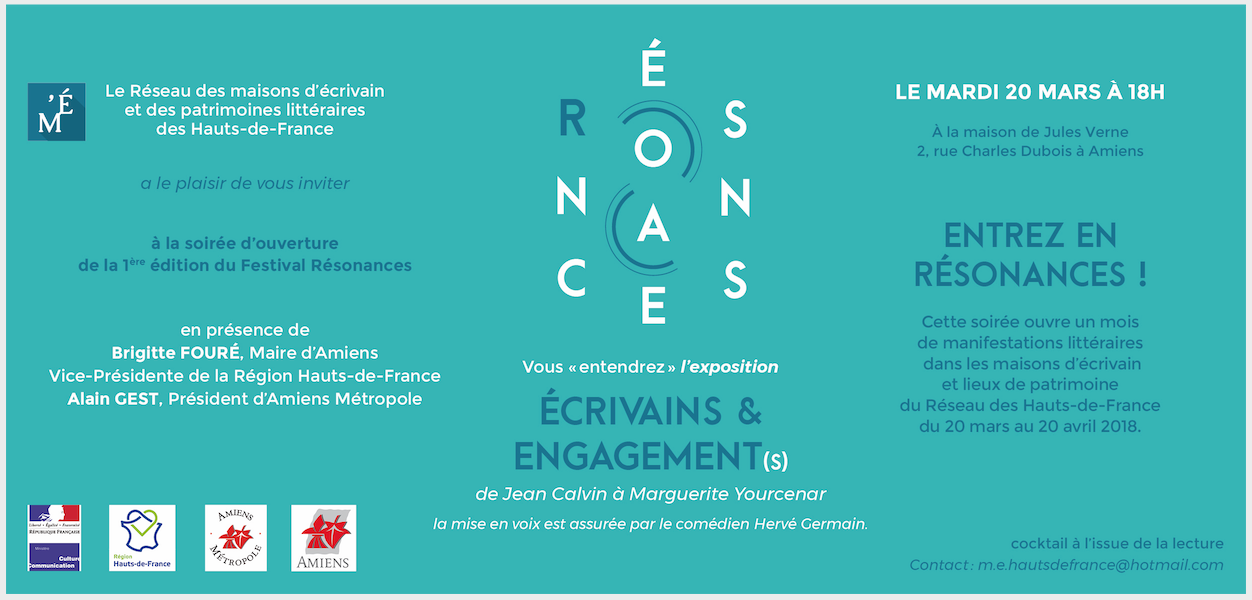 ’É
M
Le Réseau des maisons d’écrivain
et des patrimoines littéraires
des Hauts-de-France
a le plaisir de vous inviter
à la soirée d’ouverture
de la 1ère édition du Festival Résonances
en présence de
Brigitte FOURÉ, Maire d’Amiens
Vice-Présidente de la Région Hauts-de-France
Alain GEST, Président d’Amiens Métropole
Liberté • Égalité • Fraternité
RÉPUBLIQUE FRANÇAISE
Ministère
Culture
Communication
Région
Hauts-de-France
AMIENS
MÉTROPOLE
AMIENS
R É S O N A N C E S
Vous « entendrez » l’exposition
ÉCRIVAINS &
ENGAGEMENT(S)
de Jean Calvin à Marguerite Yourcenar
la mise en voix est assurée par le comédien Hervé Germain.
LE MARDI 20 MARS À 18H
À la maison de Jules Verne
2, rue Charles Dubois à Amiens
ENTREZ EN
RÉSONANCES !
Cette soirée ouvre un mois
de manifestations littéraires
dans les maisons d’écrivain
et lieux de patrimoine
du Réseau des Hauts-de-France
du 20 mars au 20 avril 2018.
cocktail à l’issue de la lecture
Contact : m.e.hautsdefrance@hotmail.com